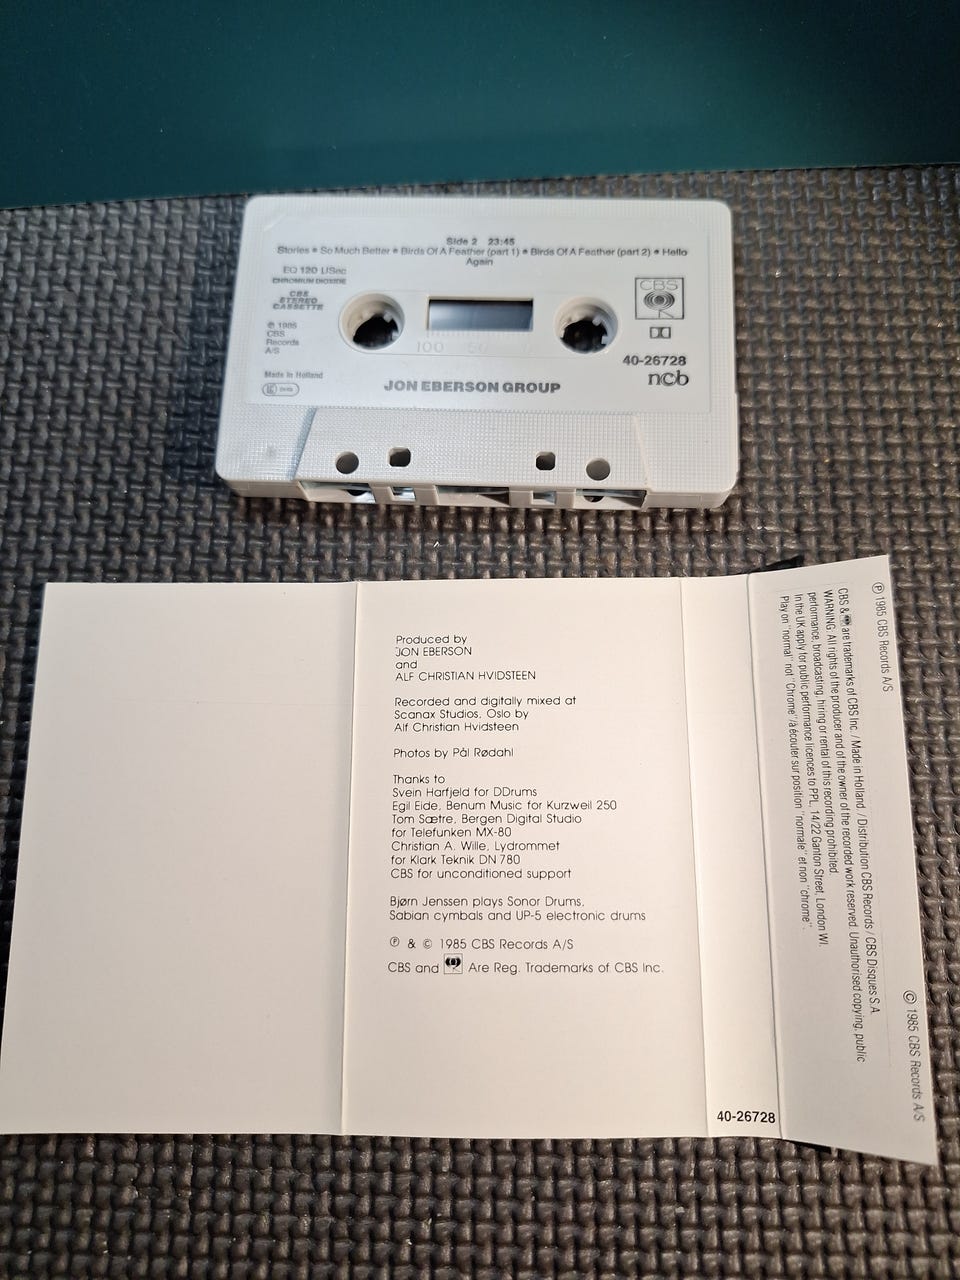 Side 2 23:45
Stories • So Much Better • Birds Of A Feather (part 1) • Birds Of A Feather (part 2) • Hello
Again
EQ 120 LISec
CHROMIUM DIOXIDE
CBS
STEREO
CASSETTE
℗ 1985
CBS
Records
A/S
Made in Holland
CBS
40-26728
ncb
100 50
JON EBERSON GROUP
Produced by
JON EBERSON
and
ALF CHRISTIAN HVIDSTEEN
Recorded and digitally mixed at
Scanax Studios, Oslo by
Alf Christian Hvidsteen
Photos by Pål Rødahl
Thanks to
Svein Harfjeld for DDrums
Egil Eide, Benum Music for Kurzweil 250
Tom Sætre, Bergen Digital Studio
for Telefunken MX-80
Christian A. Wille, Lydrommet
for Klark Teknik DN 780
CBS for unconditioned support
Bjørn Jenssen plays Sonor Drums,
Sabian cymbals and UP-5 electronic drums
℗ & © 1985 CBS Records A/S
CBS and Are Reg. Trademarks of CBS Inc.
40-26728
℗ 1985 CBS Records A/S © 1985 CBS Records A/S
CBS & are trademarks of CBS Inc. / Made in Holland. / Distribution CBS Records / CBS Disques S.A.
WARNING: All rights of the producer and of the owner of the recorded work reserved. Unauthorised copying, public
performance, broadcasting, hiring or rental of this recording prohibited.
In the UK apply for public performance licences to PPL, 14/22 Ganton Street, London W1.
Play on "normal" not "Chrome"/à écouter sur position "normale" et non "chrome".